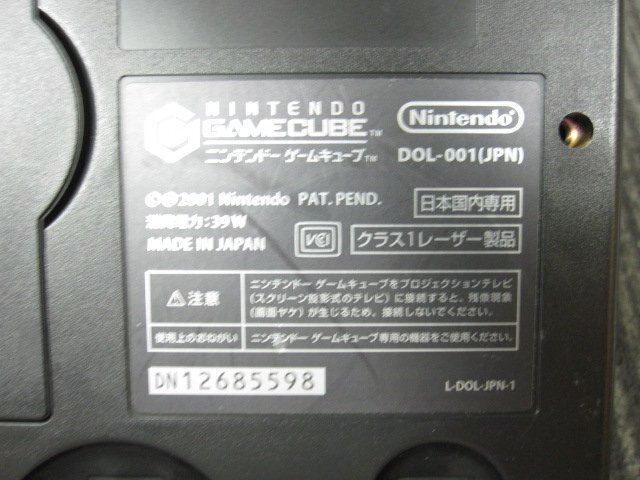 NINTENDO
GAMECUBE™
ニンテンドー ゲームキューブ™
Nintendo
DOL-001(JPN)
©℗2001 Nintendo PAT. PEND.
日本国内専用
消費電力:39W
MADE IN JAPAN
VCI
クラス1レーザー製品
⚠注意
ニンテンドー ゲームキューブをプロジェクションテレビ
(スクリーン投影式のテレビ)に接続すると、残像現象
(画面ヤケ)が生じるため、接続しないでください。
使用上のおねがい
ニンテンドー ゲームキューブ専用の機器をご使用ください。
DN12685598
L-DOL-JPN-1